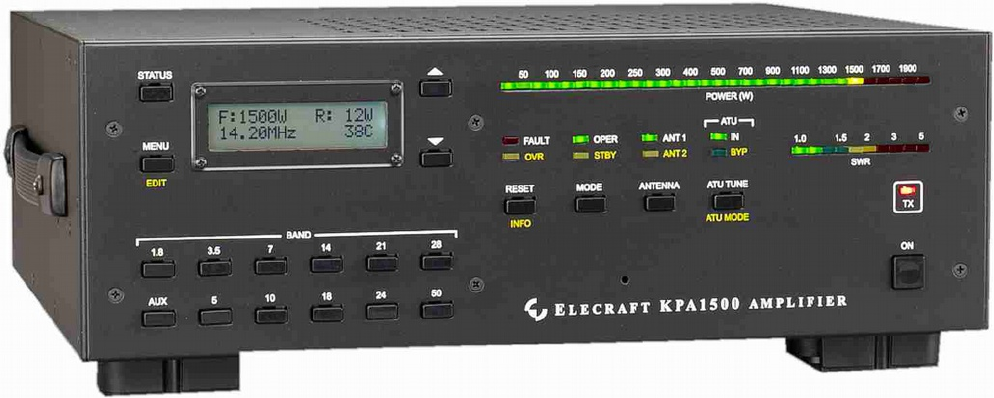 STATUS
F:1500W R: 12W
14.20MHz 38C
MENU
EDIT
50 100 150 200 250 300 400 500 700 900 1100 1300 1500 1700 1900
POWER (W)
ATU
FAULT OPER ANT 1 IN
OVR STBY ANT 2 BYP
1.0 1.5 2 3 5
SWR
RESET MODE ANTENNA ATU TUNE
INFO ATU MODE
TX
ON
BAND
1.8 3.5 7 14 21 28
AUX 5 10 18 24 50
ELECRAFT KPA1500 AMPLIFIER